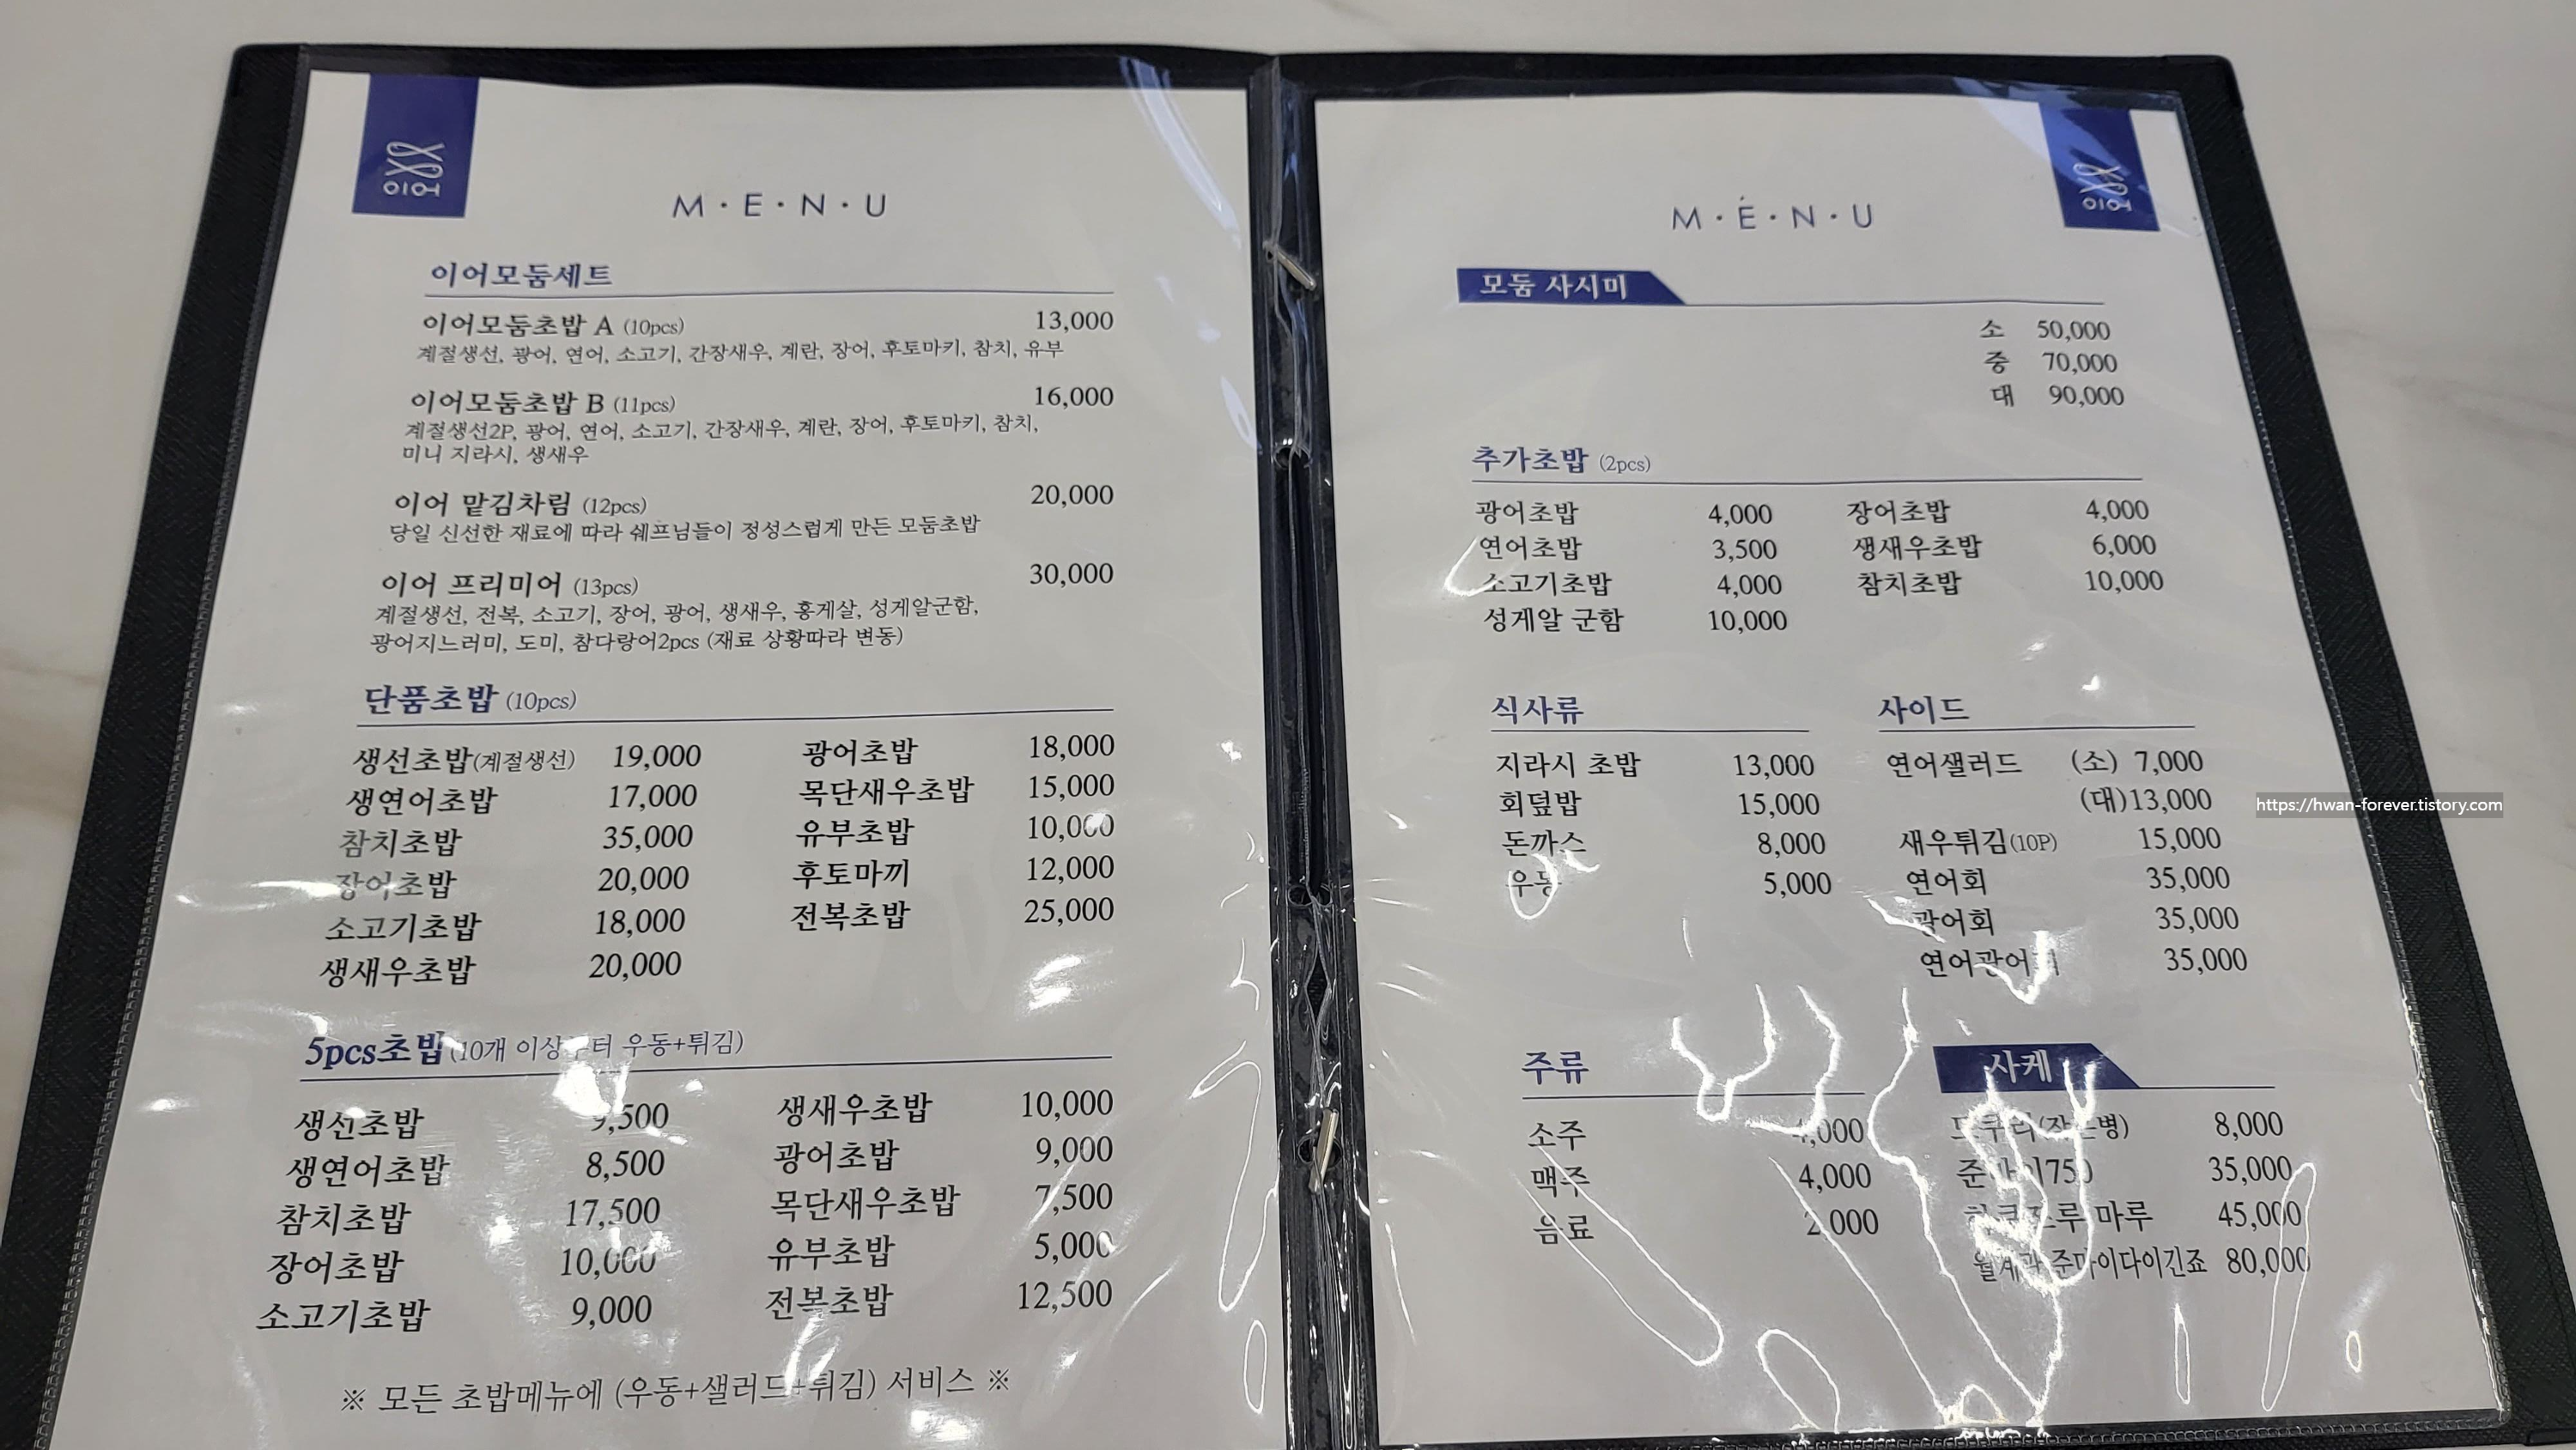 이어
M·E·N·U
이어모둠세트
이어모둠초밥 A (10pcs) 13,000
계절생선, 광어, 연어, 소고기, 간장새우, 계란, 장어, 후토마키, 참치, 유부
이어모둠초밥 B (11pcs) 16,000
계절생선2P, 광어, 연어, 소고기, 간장새우, 계란, 장어, 후토마키, 참치,
미니 지라시, 생새우
이어 맡김차림 (12pcs) 20,000
당일 신선한 재료에 따라 쉐프님들이 정성스럽게 만든 모둠초밥
이어 프리미어 (13pcs) 30,000
계절생선, 전복, 소고기, 장어, 광어, 생새우, 홍게살, 성게알군함,
광어지느러미, 도미, 참다랑어2pcs (재료 상황따라 변동)
단품초밥 (10pcs)
생선초밥(계절생선) 19,000 광어초밥 18,000
생연어초밥 17,000 목단새우초밥 15,000
참치초밥 35,000 유부초밥 10,000
장어초밥 20,000 후토마끼 12,000
소고기초밥 18,000 전복초밥 25,000
생새우초밥 20,000
5pcs초밥(10개 이상부터 우동+튀김)
생선초밥 9,500 생새우초밥 10,000
생연어초밥 8,500 광어초밥 9,000
참치초밥 17,500 목단새우초밥 7,500
장어초밥 10,000 유부초밥 5,000
소고기초밥 9,000 전복초밥 12,500
※ 모든 초밥메뉴에 (우동+샐러드+튀김) 서비스 ※
이어
M·E·N·U
모둠 사시미
소 50,000
중 70,000
대 90,000
추가초밥 (2pcs)
광어초밥 4,000 장어초밥 4,000
연어초밥 3,500 생새우초밥 6,000
소고기초밥 4,000 참치초밥 10,000
성게알 군함 10,000
식사류
지라시 초밥 13,000
회덮밥 15,000
돈까스 8,000
우동 5,000
사이드
연어샐러드 (소) 7,000
(대)13,000
새우튀김(10P) 15,000
연어회 35,000
광어회 35,000
연어광어회 35,000
주류
소주 4,000
맥주 4,000
음료 2,000
사케
8,000
35,000
마루 45,000
준마이다이긴죠 80,000
https://hwan-forever.tistory.com